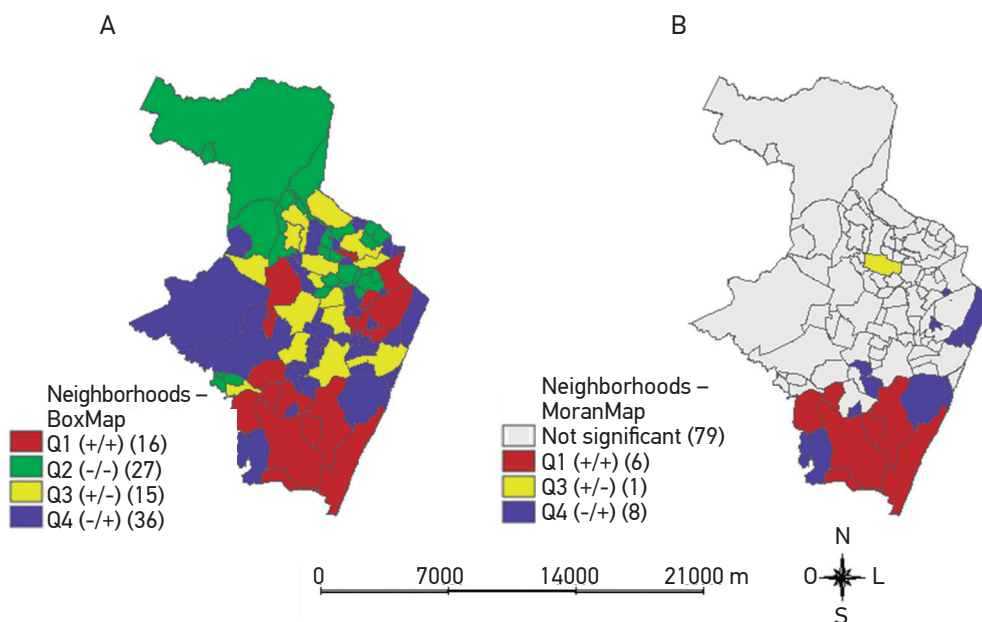 A
B
Neighborhoods –
BoxMap
Q1 (+/+) (16)
Q2 (-/-) (27)
Q3 (+/-) (15)
Q4 (-/+) (36)
Neighborhoods –
MoranMap
Not significant (79)
Q1 (+/+) (6)
Q3 (+/-) (1)
Q4 (-/+) (8)
0 7000 14000 21000 m
N
O L
S